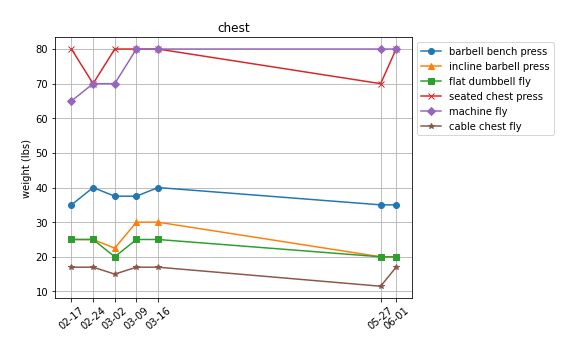 chest
80
70
60
50
40
30
20
10
weight (lbs)
02-17
02-24
03-02
03-09
03-16
05-27
06-01
barbell bench press
incline barbell press
flat dumbbell fly
seated chest press
machine fly
cable chest fly